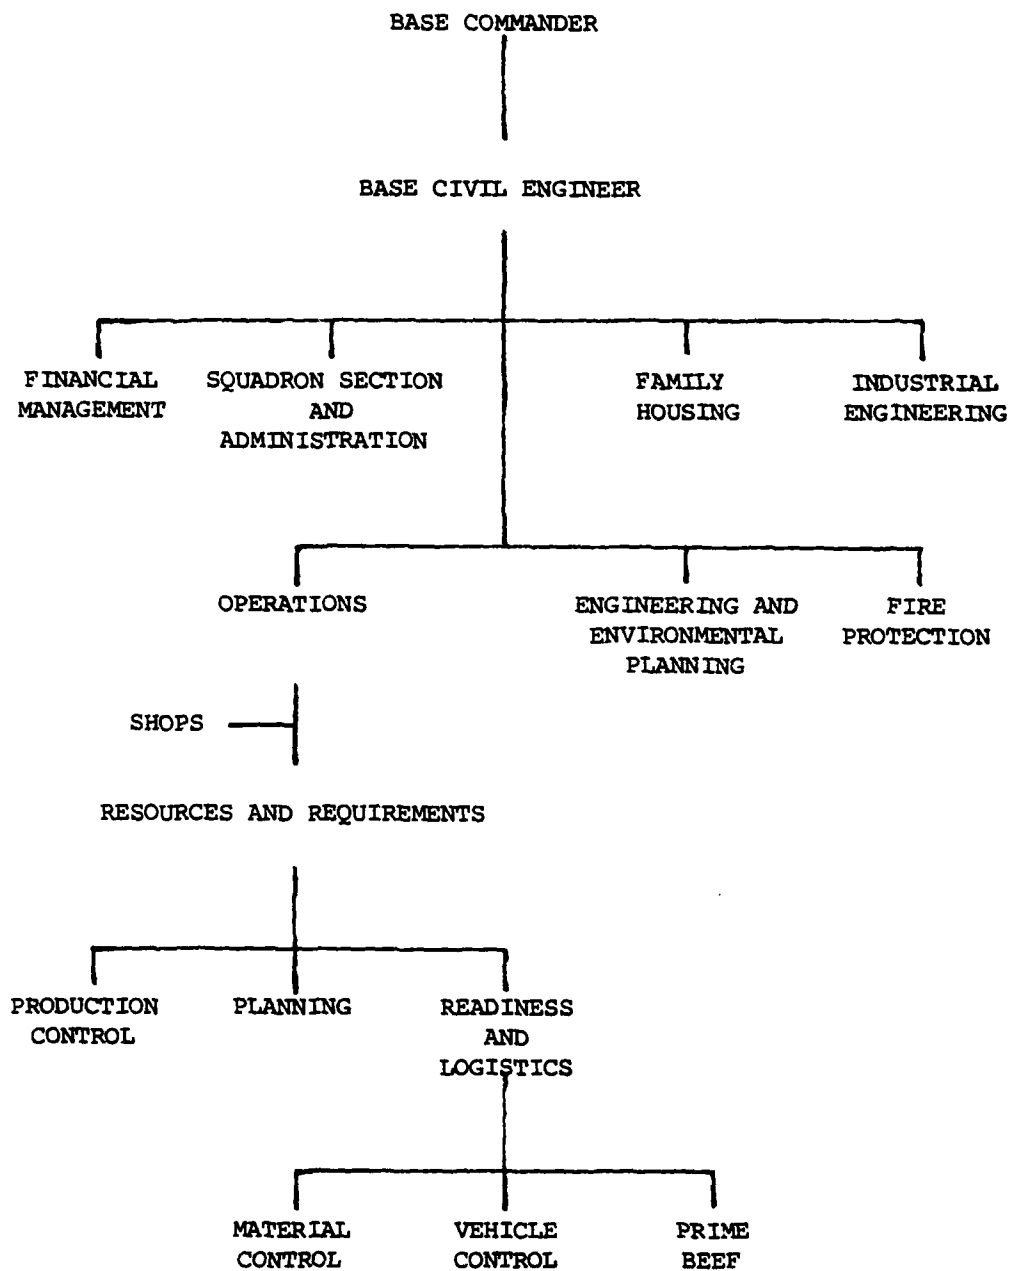 BASE COMMANDER
BASE CIVIL ENGINEER
FINANCIAL
MANAGEMENT
SQUADRON SECTION
AND
ADMINISTRATION
FAMILY
HOUSING
INDUSTRIAL
ENGINEERING
OPERATIONS
ENGINEERING AND
ENVIRONMENTAL
PLANNING
FIRE
PROTECTION
SHOPS
RESOURCES AND REQUIREMENTS
PRODUCTION
CONTROL
PLANNING
READINESS
AND
LOGISTICS
MATERIAL
CONTROL
VEHICLE
CONTROL
PRIME
BEEF